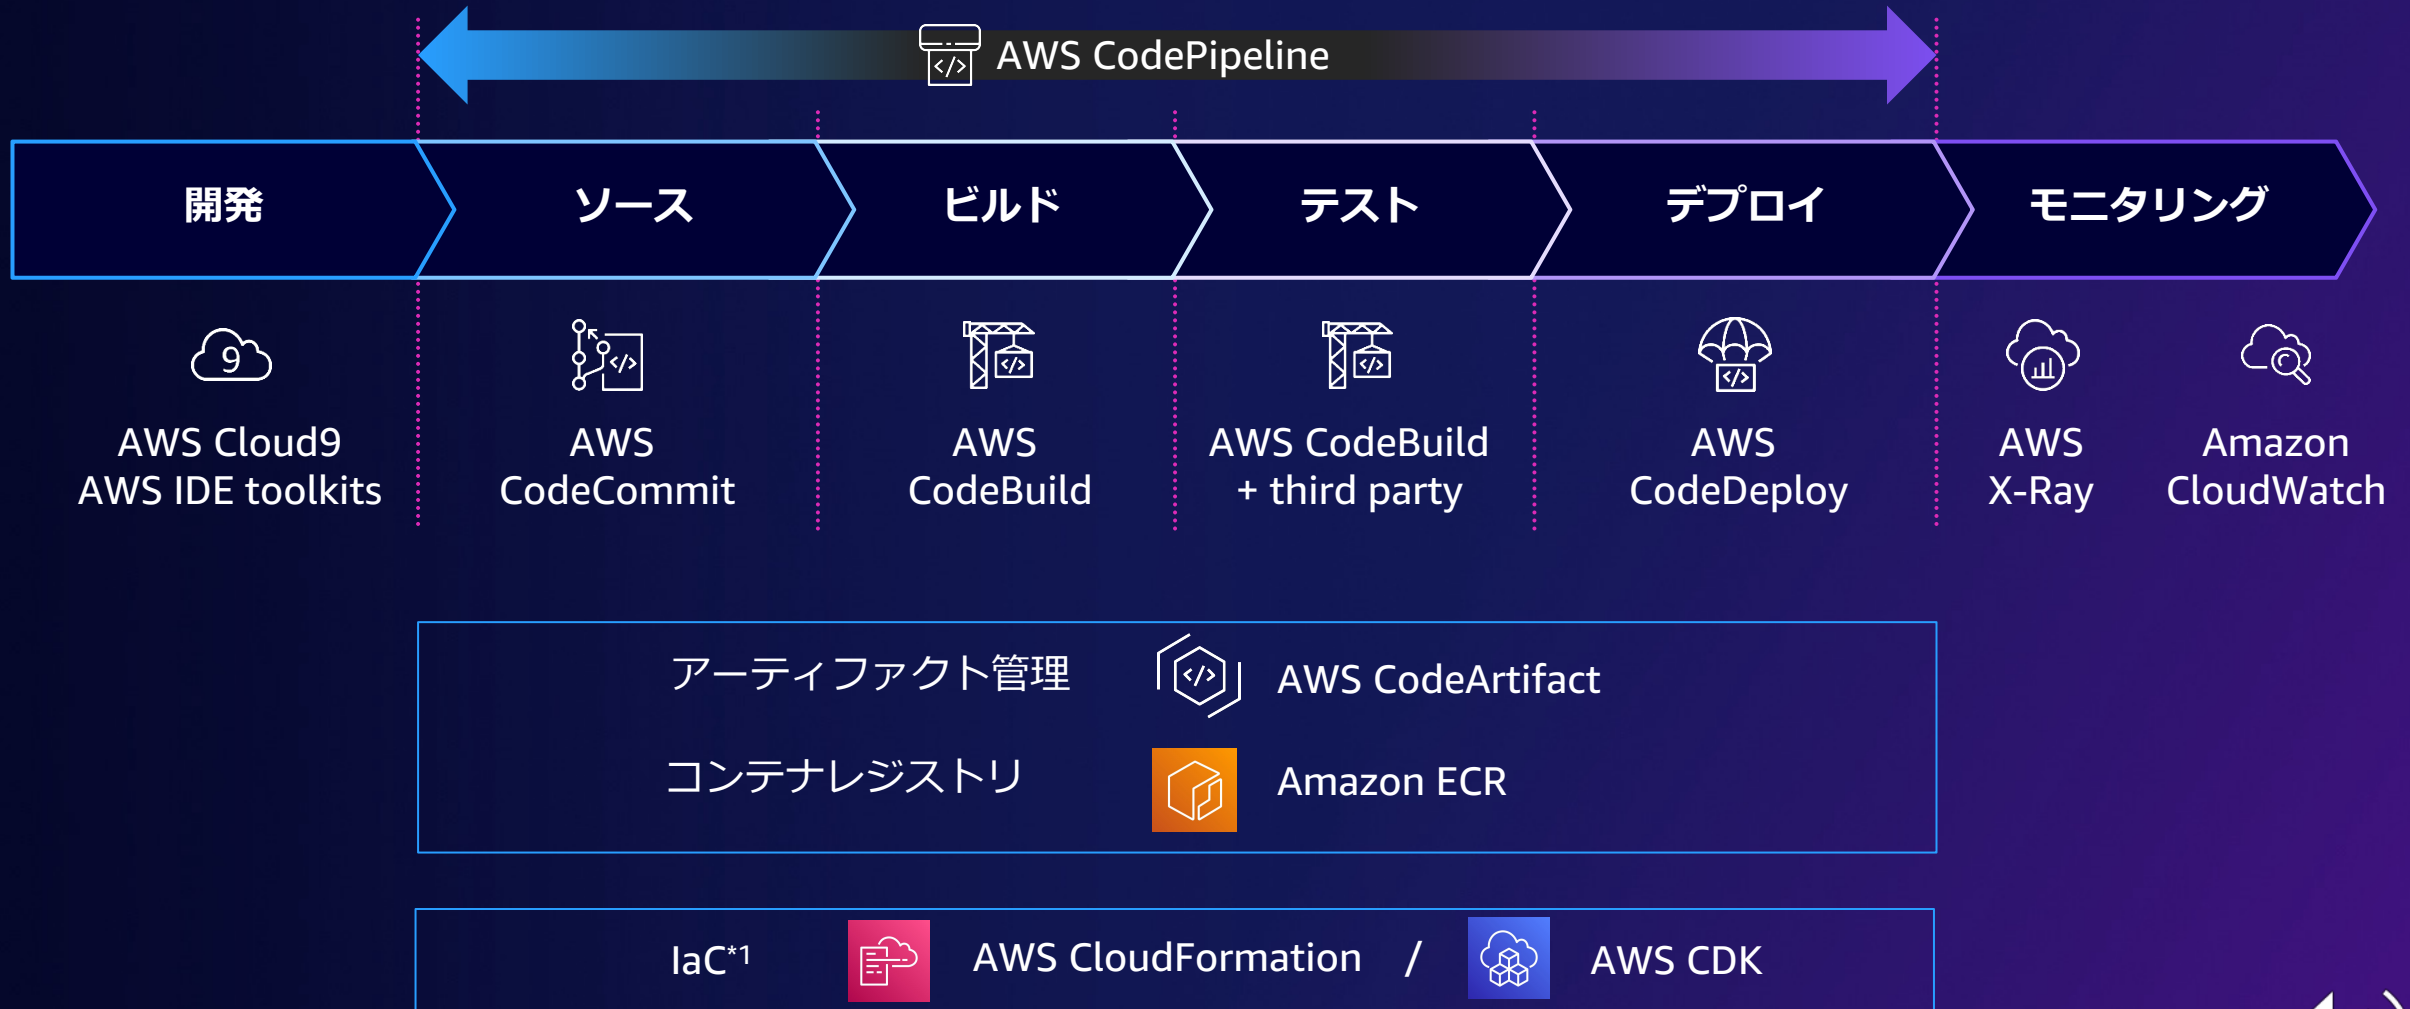 AWS CodePipeline
開発
ソース
ビルド
テスト
デプロイ
モニタリング
9
AWS Cloud9
AWS IDE toolkits
AWS
CodeCommit
AWS
CodeBuild
AWS CodeBuild
+ third party
AWS
CodeDeploy
AWS
X-Ray
Amazon
CloudWatch
アーティファクト管理
AWS CodeArtifact
コンテナレジストリ
Amazon ECR
IaC*1
AWS CloudFormation / AWS CDK